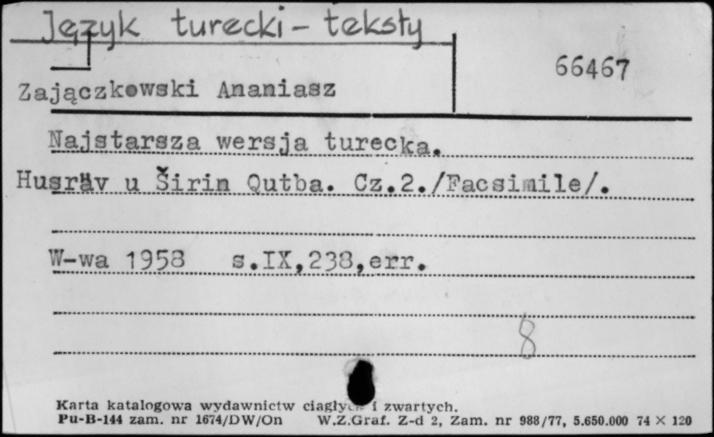 Język turecki - teksty
66467
Zajączkowski Ananiasz
Najstarsza wersja turecka.
Husräv u Širin Qutba. Cz.2./Facsimile/.
W-wa 1958 s.IX,238,err.
8
Karta katalogowa wydawnictw ciągłych i zwartych.
Pu-B-144 zam. nr 1674/DW/On W.Z.Graf. Z-d 2, Zam. nr 988/77, 5.650.000 74 X 120